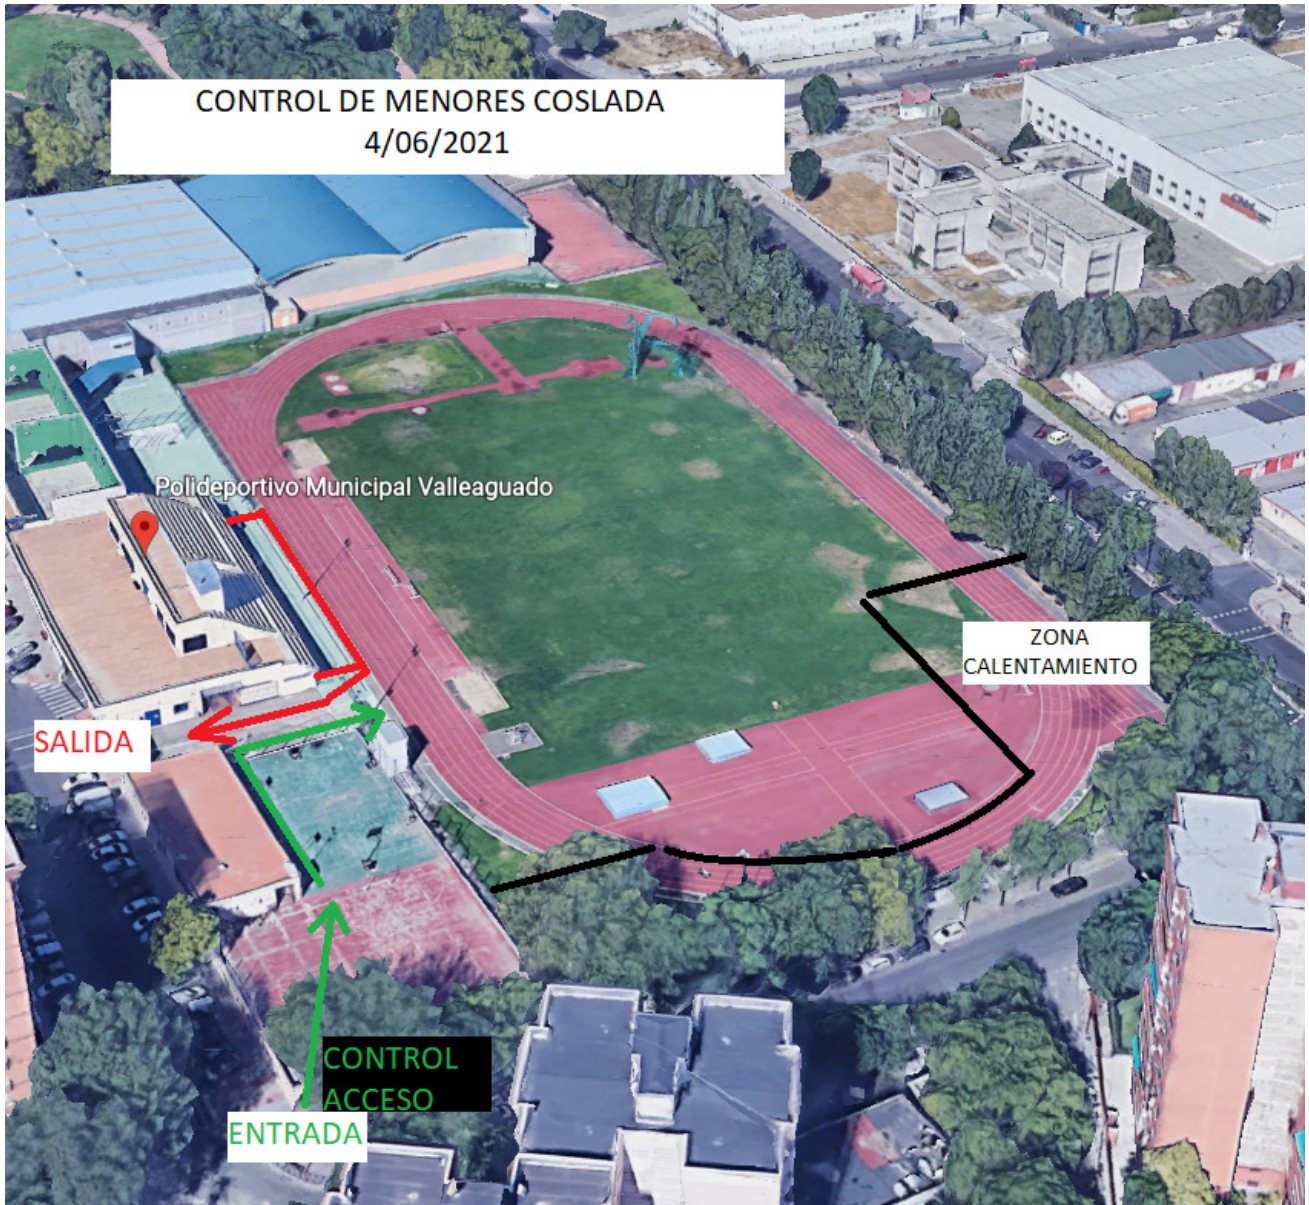 CONTROL DE MENORES COSLADA
4/06/2021
Polideportivo Municipal Valleaguado
ZONA
CALENTAMIENTO
SALIDA
CONTROL
ACCESO
ENTRADA